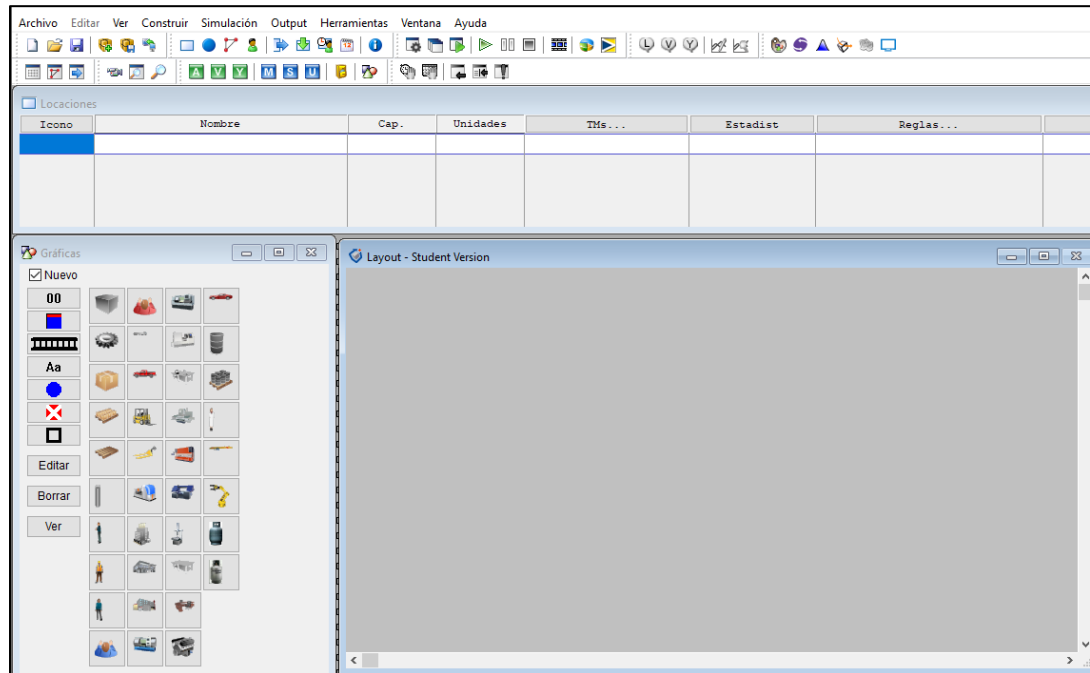 Archivo Editar Ver Construir Simulación Output Herramientas Ventana Ayuda
L V Y
A V Y M S U
Locaciones
Icono Nombre Cap. Unidades TMs... Estadist Reglas...
Gráficas
Layout - Student Version
Nuevo
00
Aa
Editar
Borrar
Ver